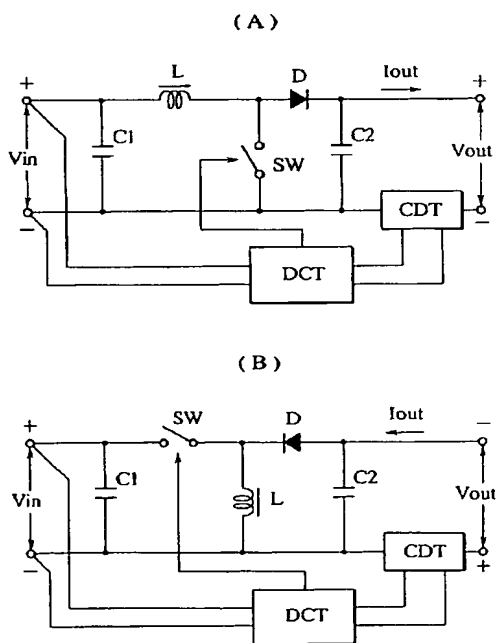 (A)
L
D
Iout
+
+
C1
C2
Vin
SW
Vout
−
CDT
−
DCT
(B)
SW
D
Iout
+
−
C1
L
C2
Vin
Vout
−
CDT
+
DCT